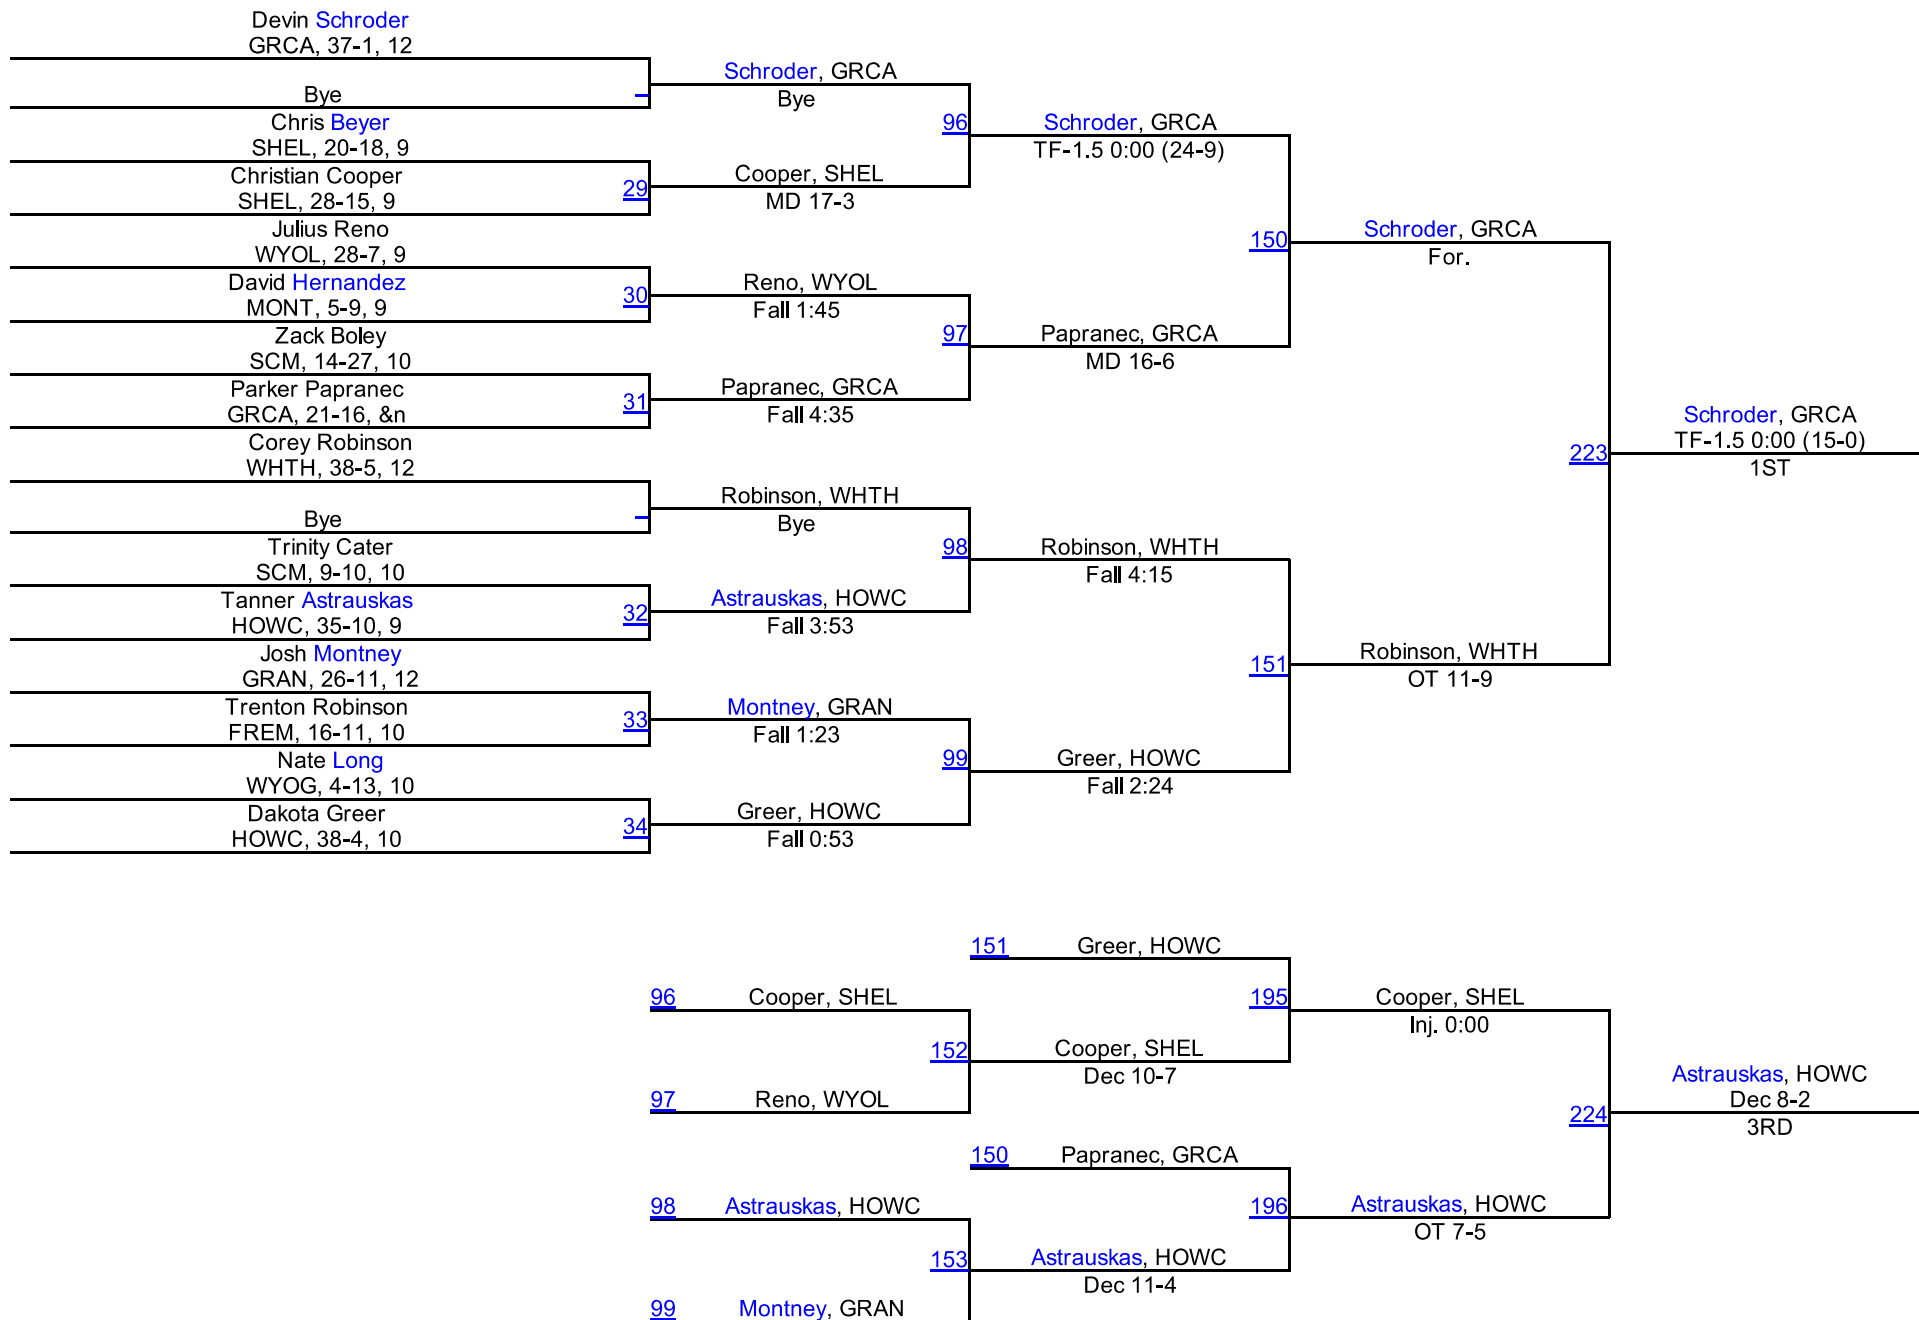 Devin Schroder
GRCA, 37-1, 12
Bye
Chris Beyer
SHEL, 20-18, 9
Christian Cooper
SHEL, 28-15, 9
29
Julius Reno
WYOL, 28-7, 9
David Hernandez
MONT, 5-9, 9
30
Zack Boley
SCM, 14-27, 10
Parker Papranec
GRCA, 21-16, &n
31
Corey Robinson
WHTH, 38-5, 12
Bye
Trinity Cater
SCM, 9-10, 10
Tanner Astrauskas
HOWC, 35-10, 9
32
Josh Montney
GRAN, 26-11, 12
Trenton Robinson
FREM, 16-11, 10
33
Nate Long
WYOG, 4-13, 10
Dakota Greer
HOWC, 38-4, 10
34
Schroder, GRCA
Bye
96
Cooper, SHEL
MD 17-3
Reno, WYOL
Fall 1:45
97
Papranec, GRCA
Fall 4:35
Robinson, WHTH
Bye
98
Astrauskas, HOWC
Fall 3:53
Montney, GRAN
Fall 1:23
99
Greer, HOWC
Fall 0:53
Schroder, GRCA
TF-1.5 0:00 (24-9)
150
Papranec, GRCA
MD 16-6
Robinson, WHTH
Fall 4:15
151
Greer, HOWC
Fall 2:24
Schroder, GRCA
For.
223
Robinson, WHTH
OT 11-9
Schroder, GRCA
TF-1.5 0:00 (15-0)
1ST
96
Cooper, SHEL
152
97
Reno, WYOL
98
Astrauskas, HOWC
153
99
Montney, GRAN
151
Greer, HOWC
195
Cooper, SHEL
Dec 10-7
150
Papranec, GRCA
196
Astrauskas, HOWC
Dec 11-4
Cooper, SHEL
Inj. 0:00
224
Astrauskas, HOWC
OT 7-5
Astrauskas, HOWC
Dec 8-2
3RD